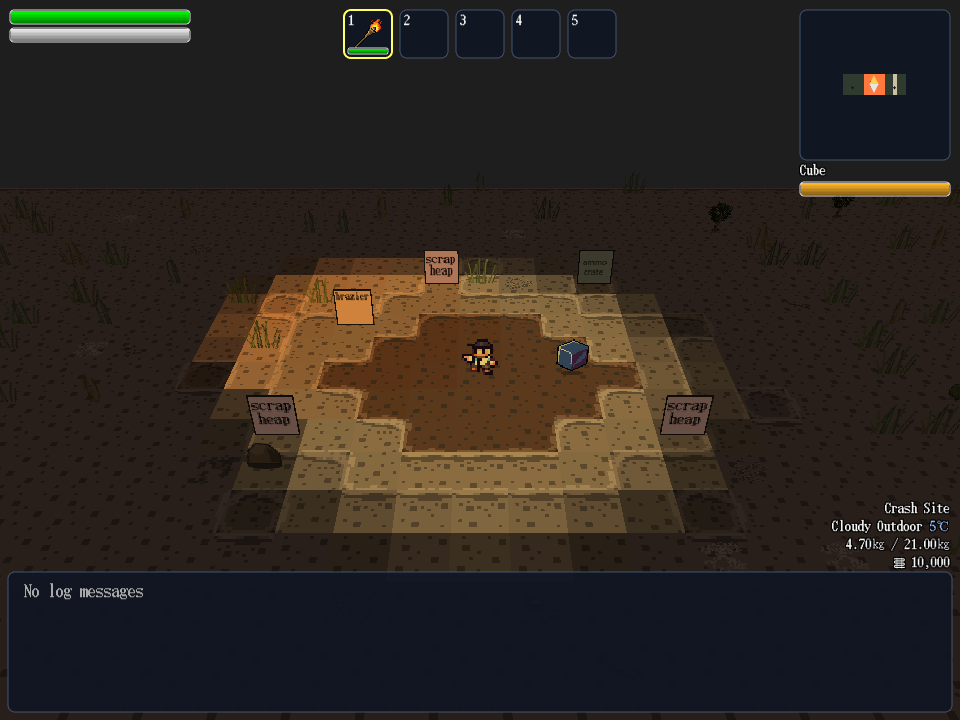 1
2
3
4
5
Cube
scrap
heap
ammo
crate
brazier
scrap
heap
scrap
heap
Crash Site
Cloudy Outdoor 5℃
4.70kg / 21.00kg
10,000
No log messages